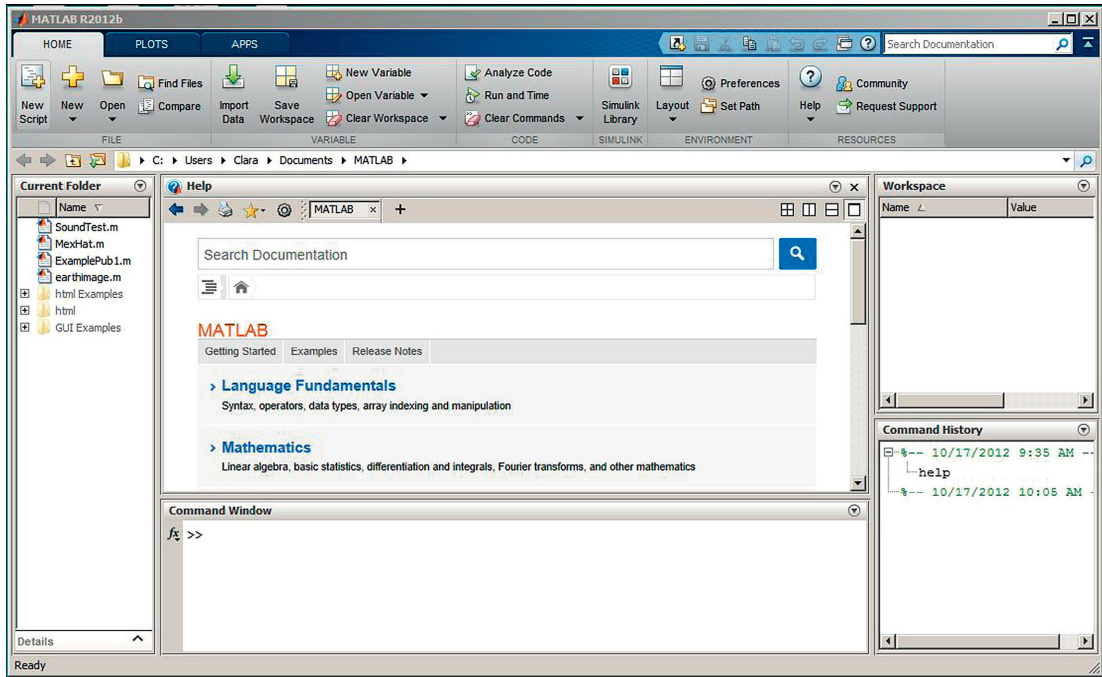 MATLAB R2012b
HOME PLOTS APPS
Search Documentation
New Script
New
Open
Find Files
Compare
Import Data
Save Workspace
New Variable
Open Variable
Clear Workspace
Analyze Code
Run and Time
Clear Commands
Simulink Library
Layout
Preferences
Set Path
Help
Community
Request Support
FILE VARIABLE CODE SIMULINK ENVIRONMENT RESOURCES
C: Users Clara Documents MATLAB
Current Folder
Name
SoundTest.m
MexHat.m
ExamplePub1.m
earthimage.m
html Examples
html
GUI Examples
Details
Help
MATLAB × +
Search Documentation
MATLAB
Getting Started Examples Release Notes
Language Fundamentals
Syntax, operators, data types, array indexing and manipulation
Mathematics
Linear algebra, basic statistics, differentiation and integrals, Fourier transforms, and other mathematics
Command Window
fx >>
Workspace
Name Value
Command History
%-- 10/17/2012 9:35 AM --
help
%-- 10/17/2012 10:05 AM -
Ready